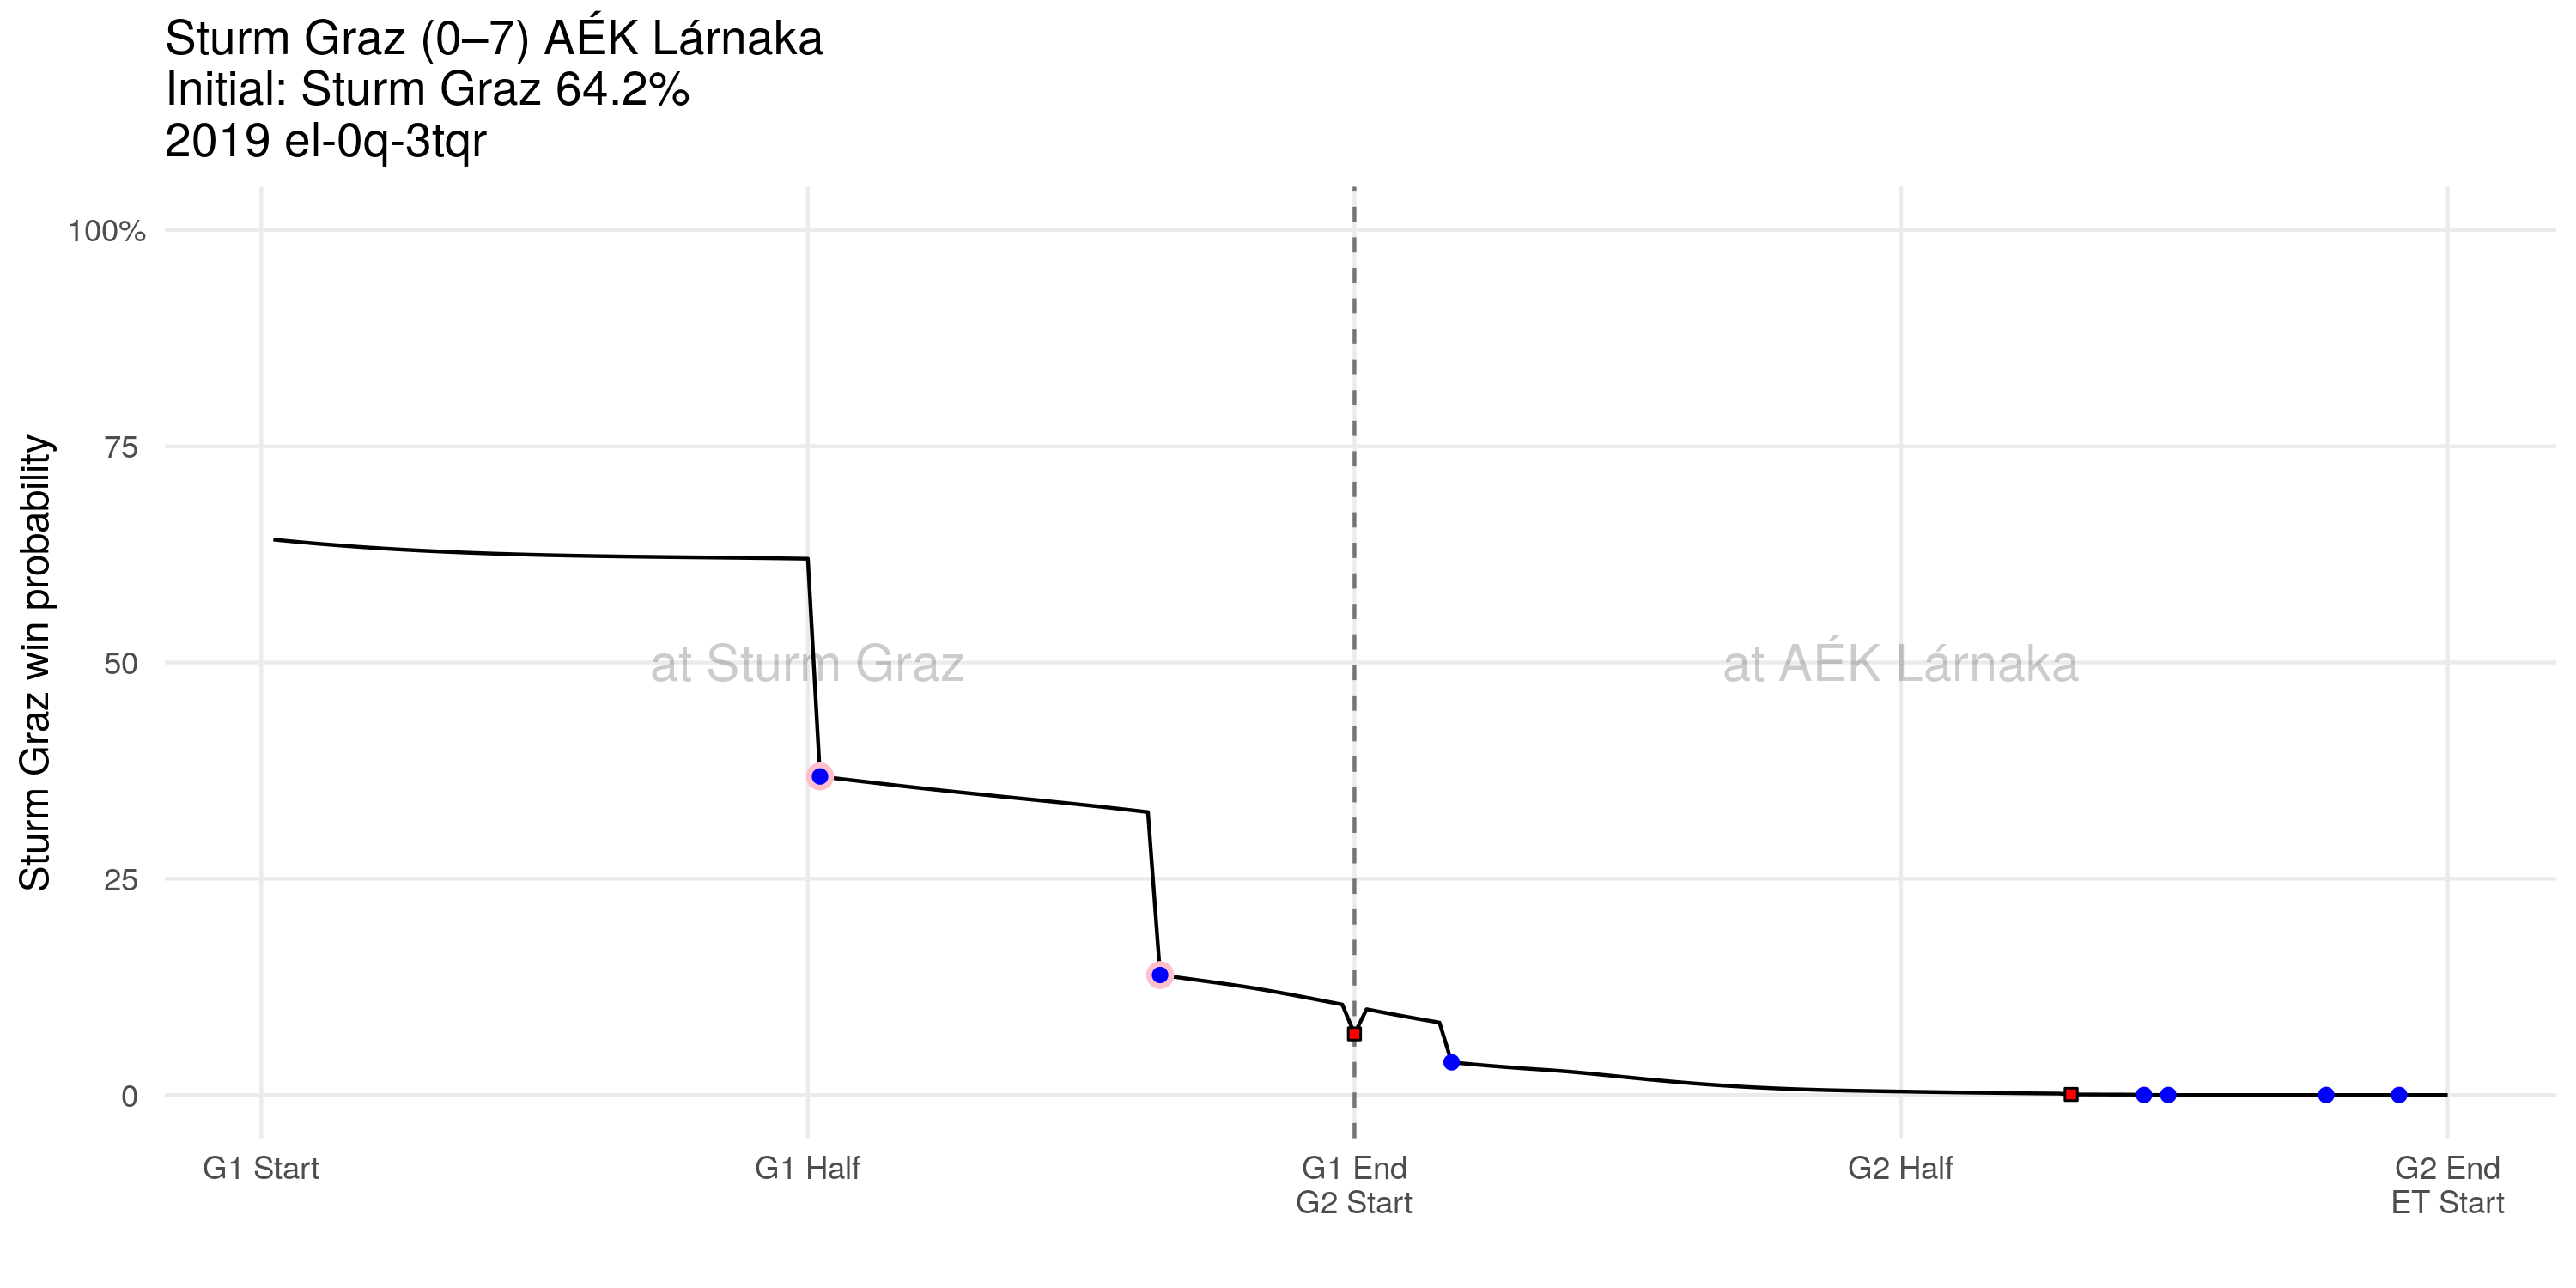 Sturm Graz (0–7) AÉK Lárnaka
Initial: Sturm Graz 64.2%
2019 el-0q-3tqr
Sturm Graz win probability
100%
75
50
25
0
at Sturm Graz
at AÉK Lárnaka
G1 Start
G1 Half
G1 End
G2 Start
G2 Half
G2 End
ET Start